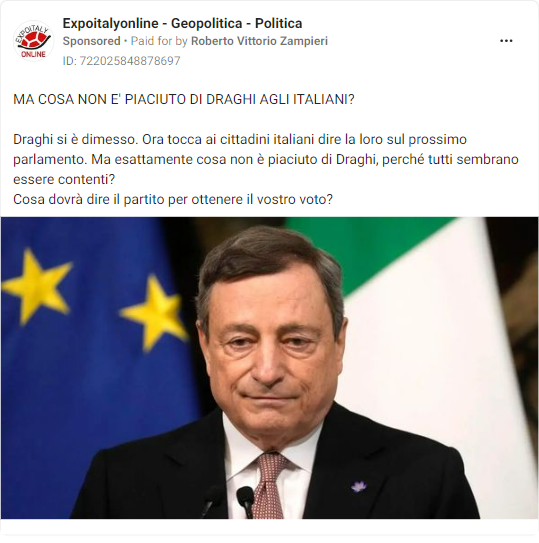 EXPOITALY
ONLINE
Expoitalyonline - Geopolitica - Politica
Sponsored • Paid for by Roberto Vittorio Zampieri
ID: 722025848878697
MA COSA NON E' PIACIUTO DI DRAGHI AGLI ITALIANI?
Draghi si è dimesso. Ora tocca ai cittadini italiani dire la loro sul prossimo
parlamento. Ma esattamente cosa non è piaciuto di Draghi, perché tutti sembrano
essere contenti?
Cosa dovrà dire il partito per ottenere il vostro voto?